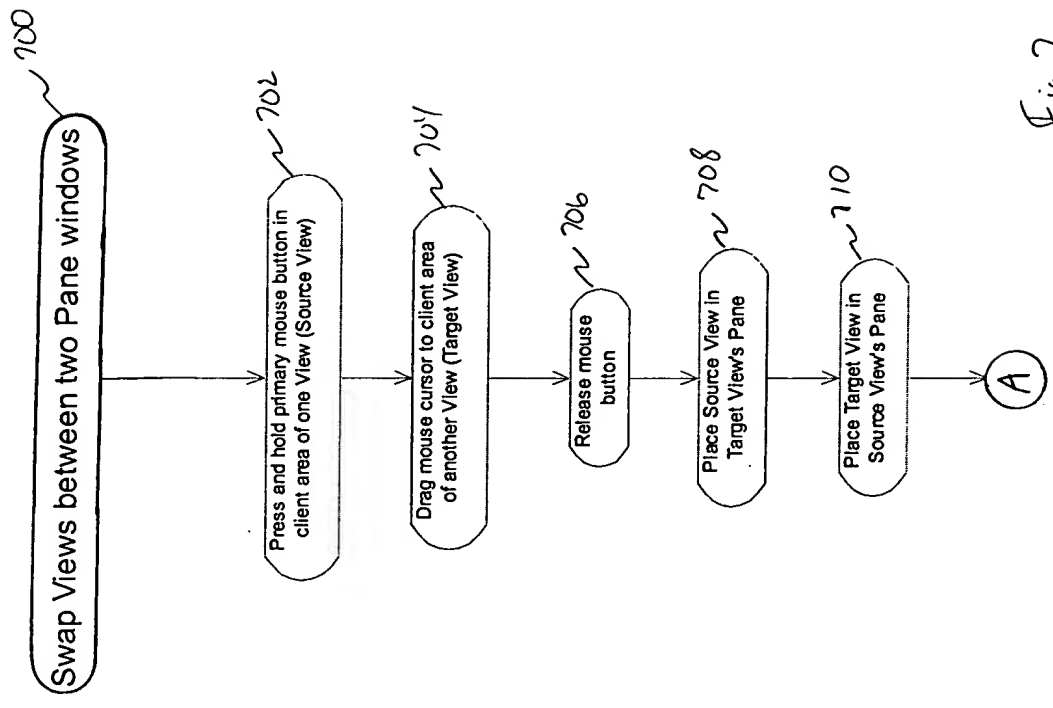 Swap Views between two Pane windows
700
Press and hold primary mouse button in
client area of one View (Source View)
702
Drag mouse cursor to client area
of another View (Target View)
704
Release mouse
button
706
Place Source View in
Target View's Pane
708
Place Target View in
Source View's Pane
710
A
Fig 7